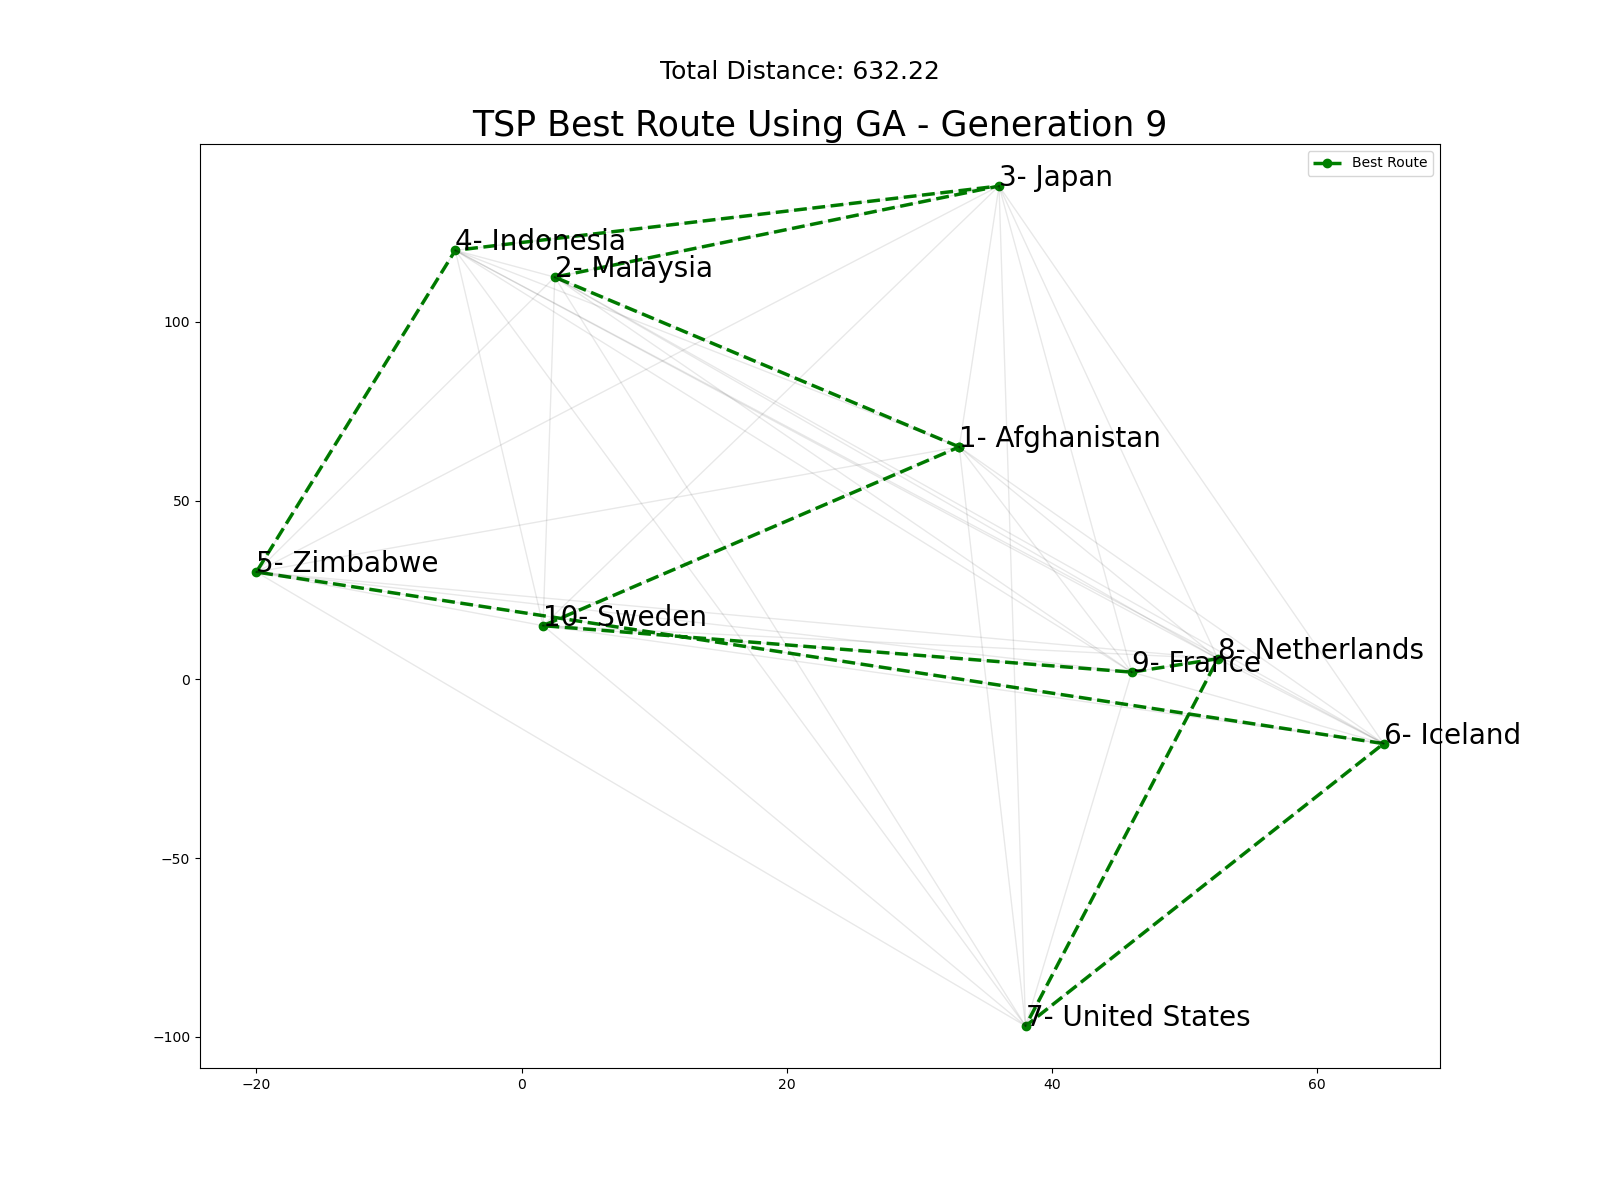 Total Distance: 632.22
TSP Best Route Using GA - Generation 9
Best Route
3- Japan
4- Indonesia
2- Malaysia
100
1- Afghanistan
50
5- Zimbabwe
10- Sweden
8- Netherlands
9- France
0
6- Iceland
−50
7- United States
−100
−20 0 20 40 60